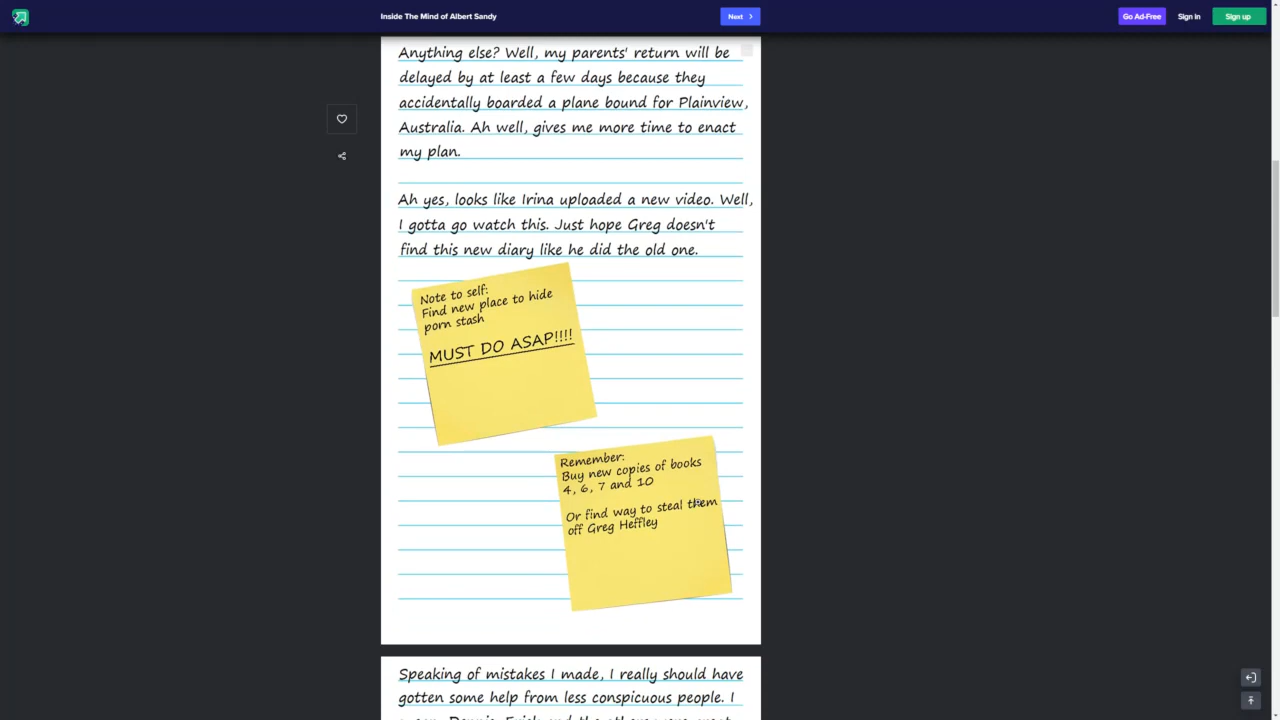 Inside The Mind of Albert Sandy
Next
Go Ad-Free
Sign in
Sign up
Anything else? Well, my parents' return will be
delayed by at least a few days because they
accidentally boarded a plane bound for Plainview,
Australia. Ah well, gives me more time to enact
my plan.
Ah yes, looks like Irina uploaded a new video. Well,
I gotta go watch this. Just hope Greg doesn't
find this new diary like he did the old one.
Note to self:
Find new place to hide
porn stash
MUST DO ASAP!!!!
Remember:
Buy new copies of books
4, 6, 7 and 10
Or find way to steal them
off Greg Heffley
Speaking of mistakes I made, I really should have
gotten some help from less conspicuous people. I